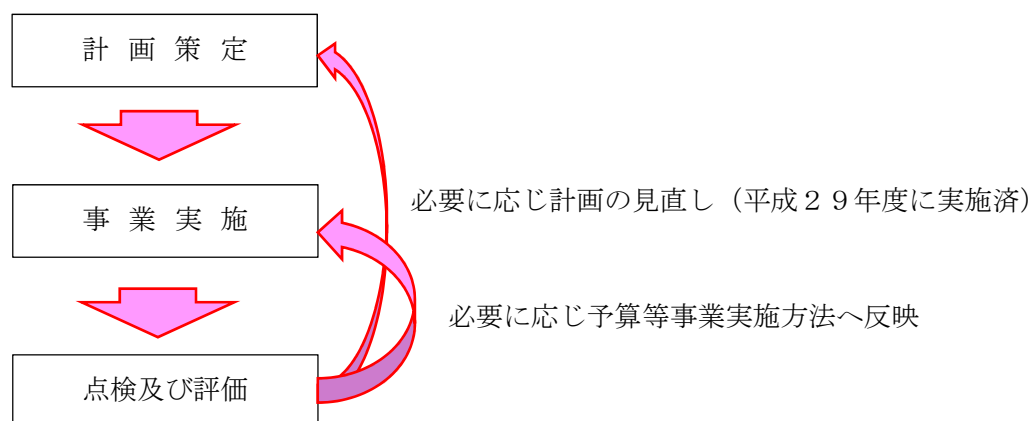 計 画 策 定
必要に応じ計画の見直し（平成２９年度に実施済）
事 業 実 施
必要に応じ予算等事業実施方法へ反映
点検及び評価